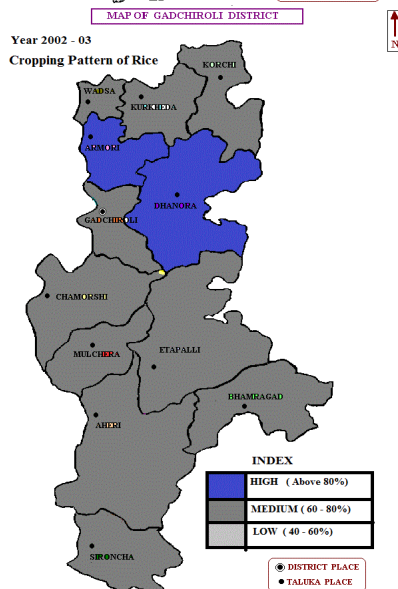 MAP OF GADCHIROLI DISTRICT
N
Year 2002 - 03
Cropping Pattern of Rice
KORCHI
WADSA
KURKHEDA
ARMORI
DHANORA
GADCHIROLI
CHAMORSHI
MULCHERA
ETAPALLI
BHAMRAGAD
AHERI
INDEX
HIGH ( Above 80%)
MEDIUM ( 60 - 80%)
LOW ( 40 - 60%)
SIRONCHA
DISTRICT PLACE
TALUKA PLACE